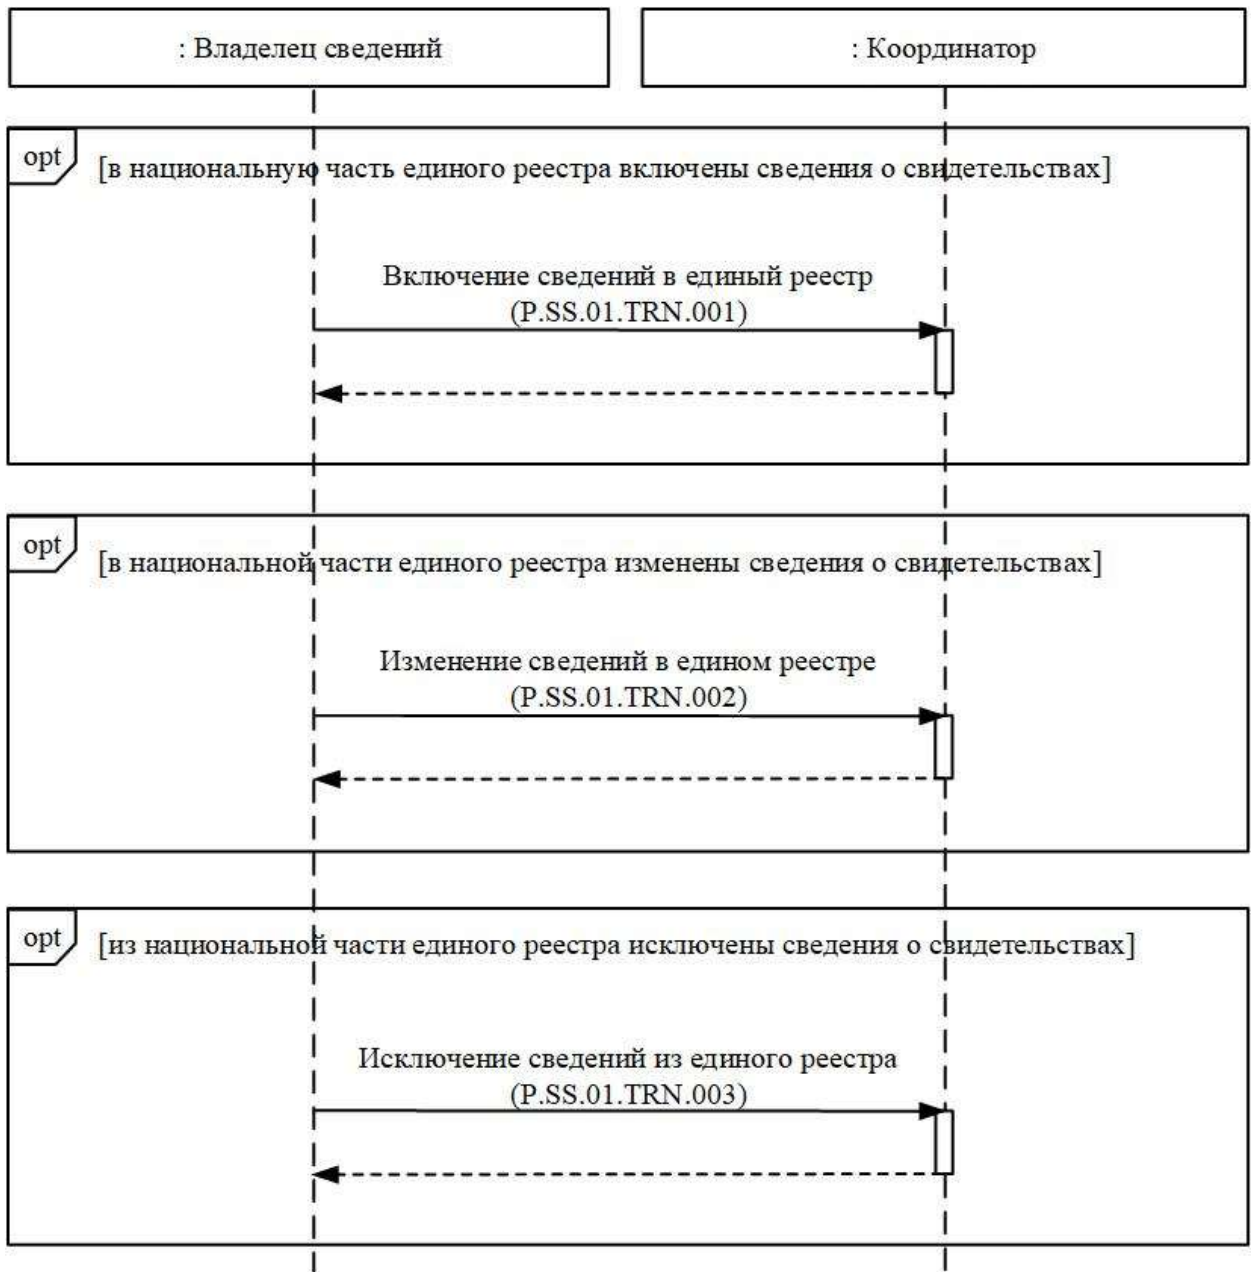 : Владелец сведений
: Координатор
opt
[в национальную часть единого реестра включены сведения о свидетельствах]
Включение сведений в единый реестр
(P.SS.01.TRN.001)
opt
[в национальной части единого реестра изменены сведения о свидетельствах]
Изменение сведений в едином реестре
(P.SS.01.TRN.002)
opt
[из национальной части единого реестра исключены сведения о свидетельствах]
Исключение сведений из единого реестра
(P.SS.01.TRN.003)